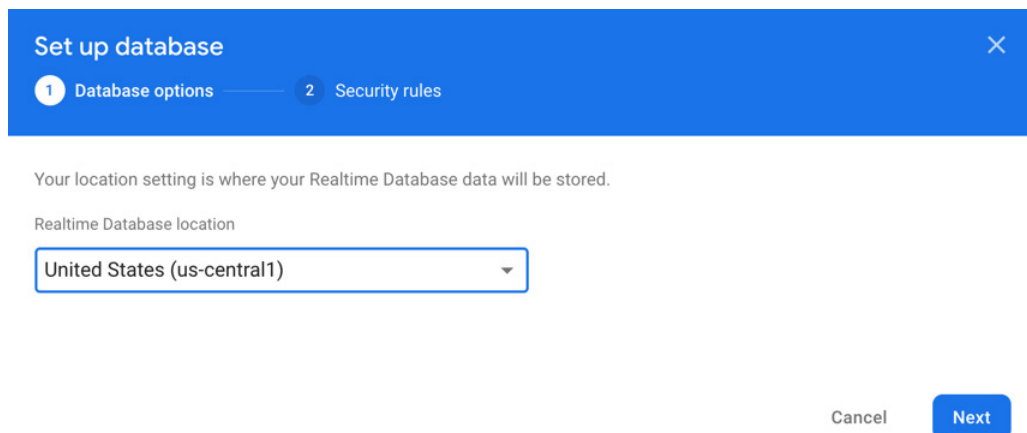 Set up database
1 Database options 2 Security rules
Your location setting is where your Realtime Database data will be stored.
Realtime Database location
United States (us-central1)
Cancel Next